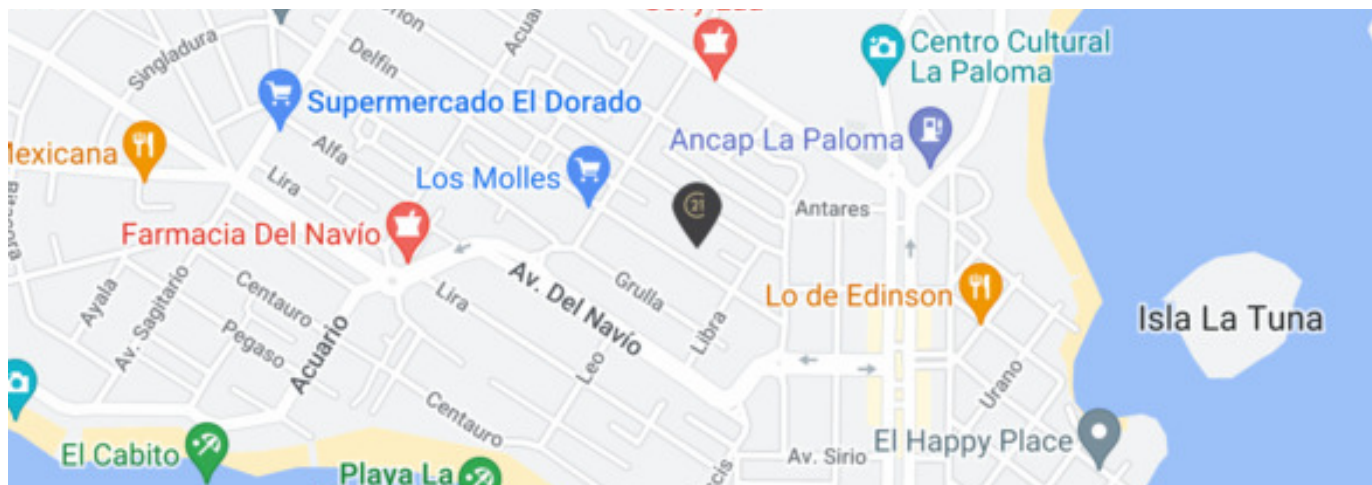 Singladura
Delfin
Centro Cultural
La Paloma
Supermercado El Dorado
Alfa
Ancap La Paloma
Mexicana
Los Molles
Lira
21
Antares
Farmacia Del Navío
Av. Del Navío
Grulla
Centauro
Lira
Lo de Edinson
Isla La Tuna
Ayala
Av. Sagitario
Pegaso
Acuario
Libra
Leo
Urano
Centauro
El Happy Place
El Cabito
Av. Sirio
Playa La